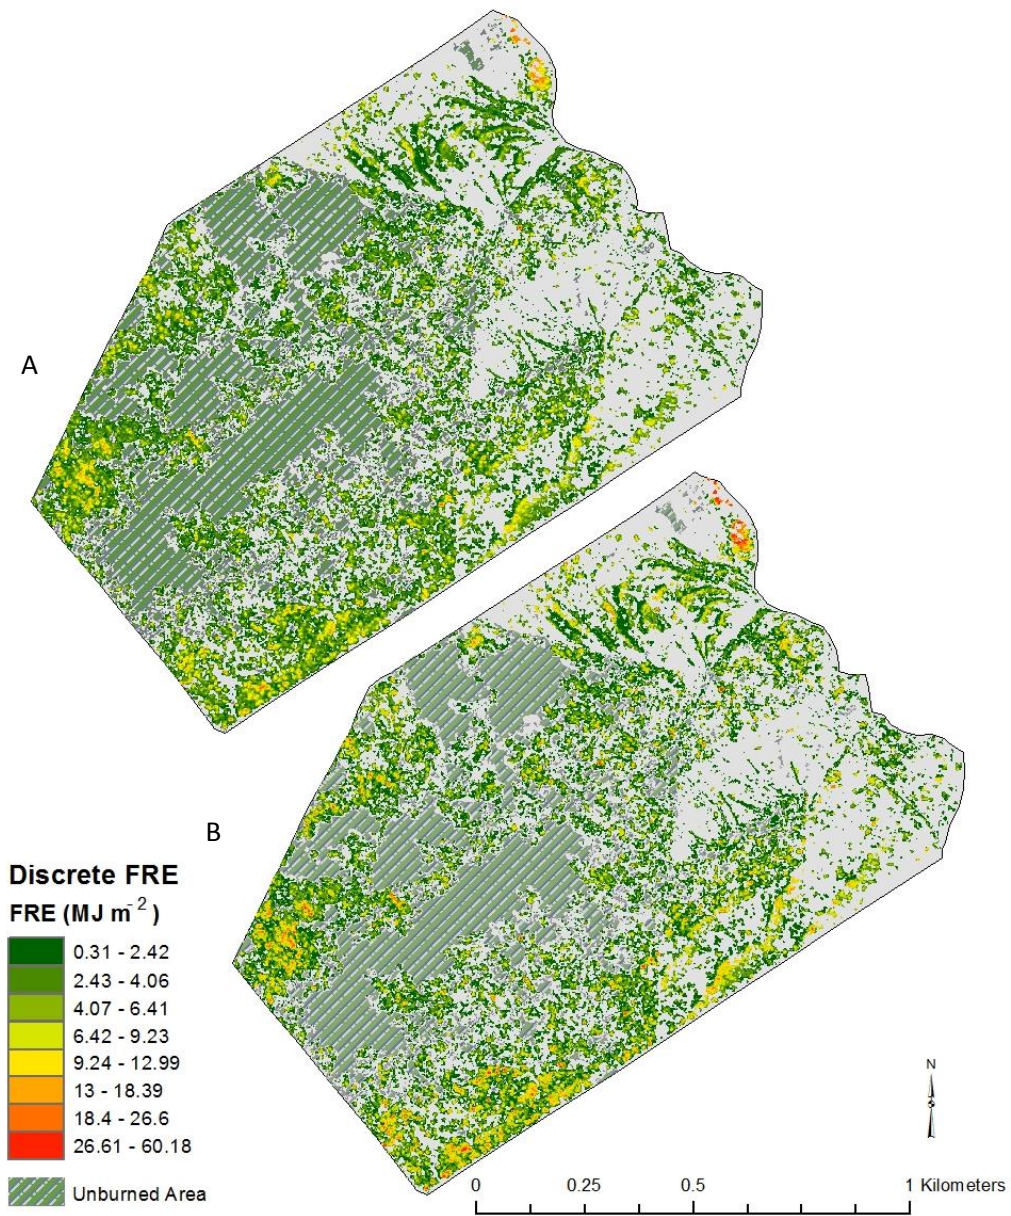 A
B
Discrete FRE
FRE (MJ m-2 )
0.31 - 2.42
2.43 - 4.06
4.07 - 6.41
6.42 - 9.23
9.24 - 12.99
13 - 18.39
18.4 - 26.6
26.61 - 60.18
Unburned Area
N
0 0.25 0.5 1 Kilometers